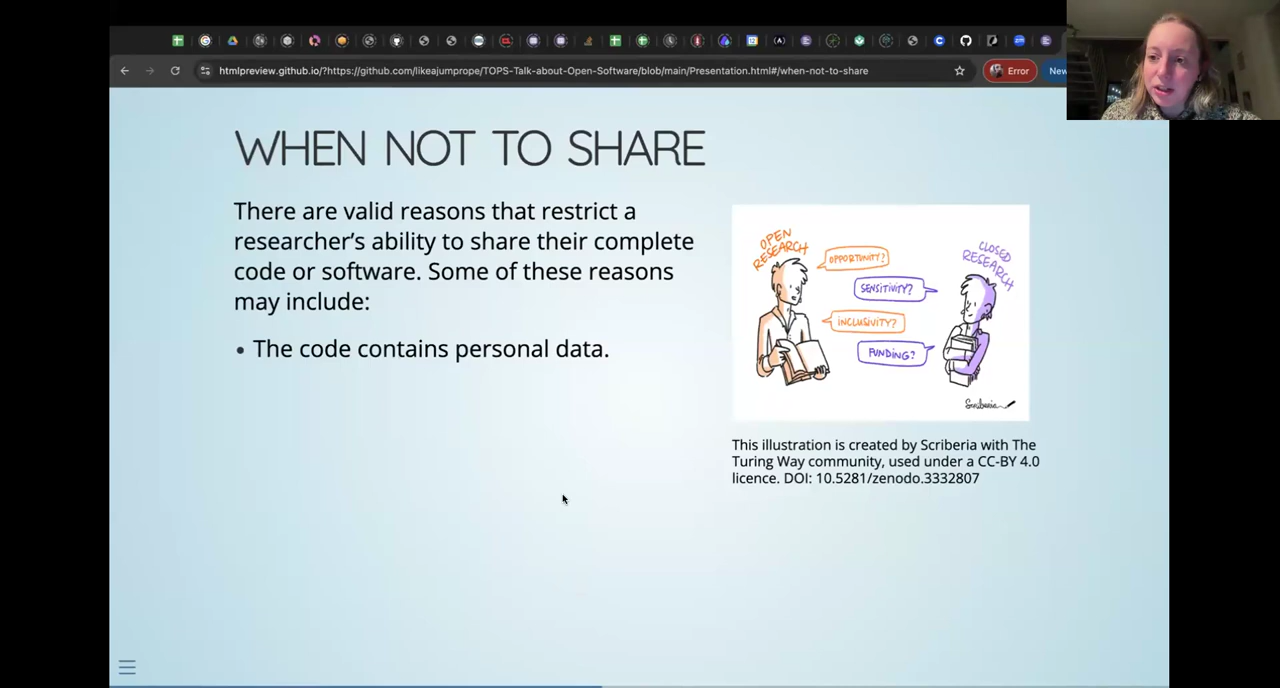 htmlpreview.github.io/?https://github.com/likeajumprope/TOPS-Talk-about-Open-Software/blob/main/Presentation.html#/when-not-to-share
Error
New
WHEN NOT TO SHARE
There are valid reasons that restrict a
researcher's ability to share their complete
code or software. Some of these reasons
may include:
• The code contains personal data.
OPEN
RESEARCH
CLOSED
RESEARCH
OPPORTUNITY?
SENSITIVITY?
INCLUSIVITY?
FUNDING?
Scriberia
This illustration is created by Scriberia with The
Turing Way community, used under a CC-BY 4.0
licence. DOI: 10.5281/zenodo.3332807